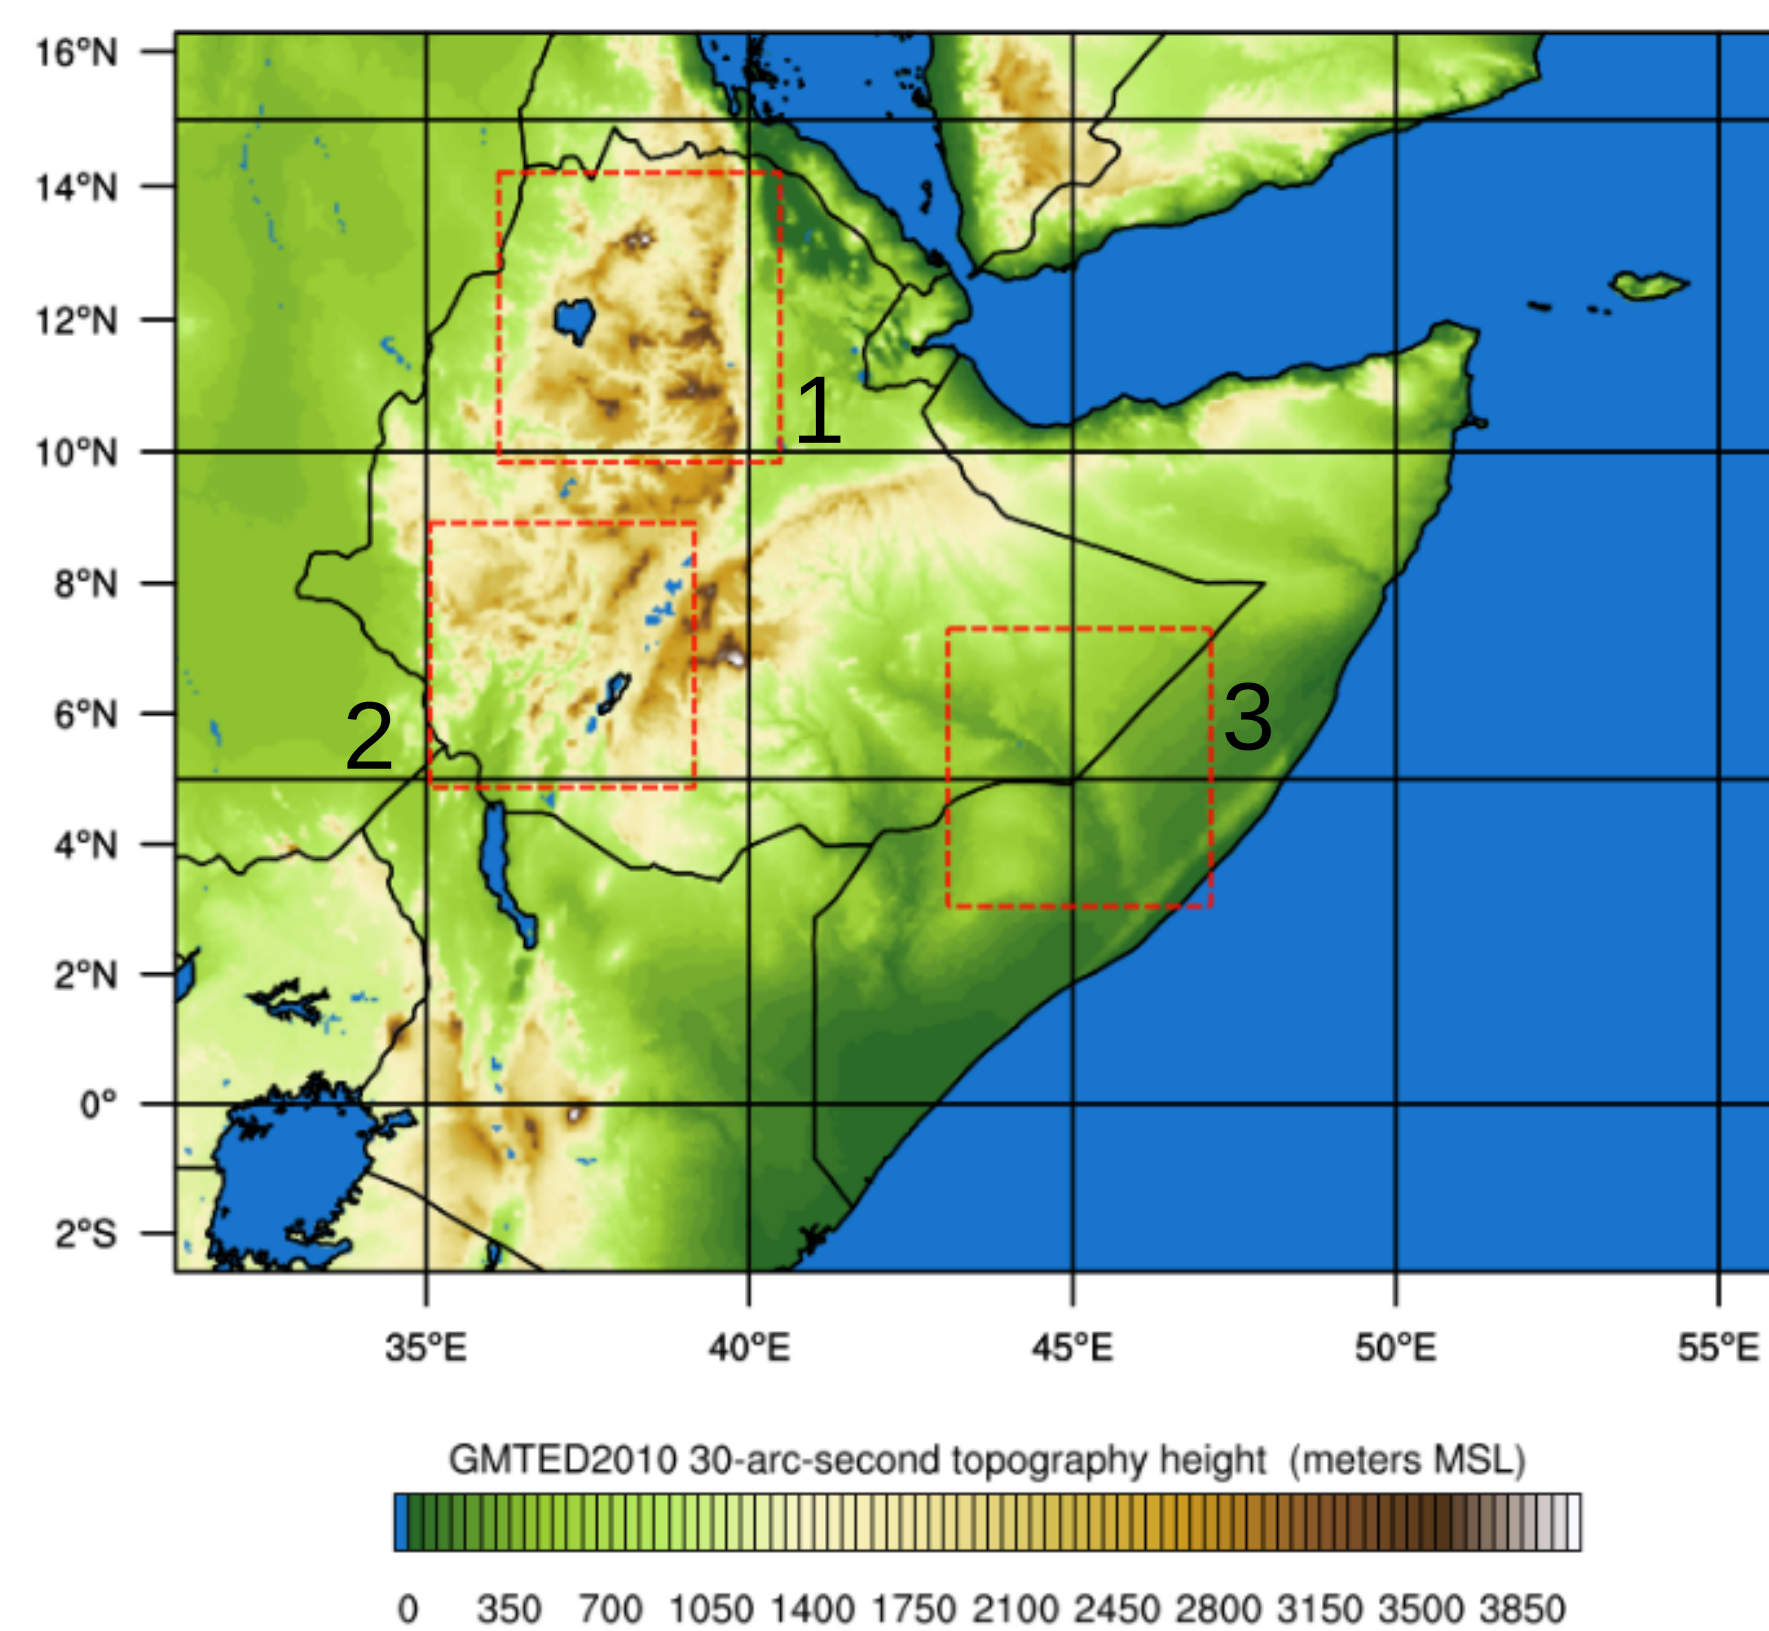 16°N
14°N
12°N
10°N
8°N
6°N
4°N
2°N
0°
2°S
1
2
3
35°E 40°E 45°E 50°E 55°E
GMTED2010 30-arc-second topography height (meters MSL)
0 350 700 1050 1400 1750 2100 2450 2800 3150 3500 3850